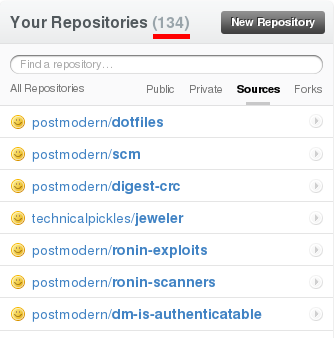 Your Repositories (134)
New Repository
Find a repository…
All Repositories Public Private Sources Forks
postmodern/dotfiles
postmodern/scm
postmodern/digest-crc
technicalpickles/jeweler
postmodern/ronin-exploits
postmodern/ronin-scanners
postmodern/dm-is-authenticatable